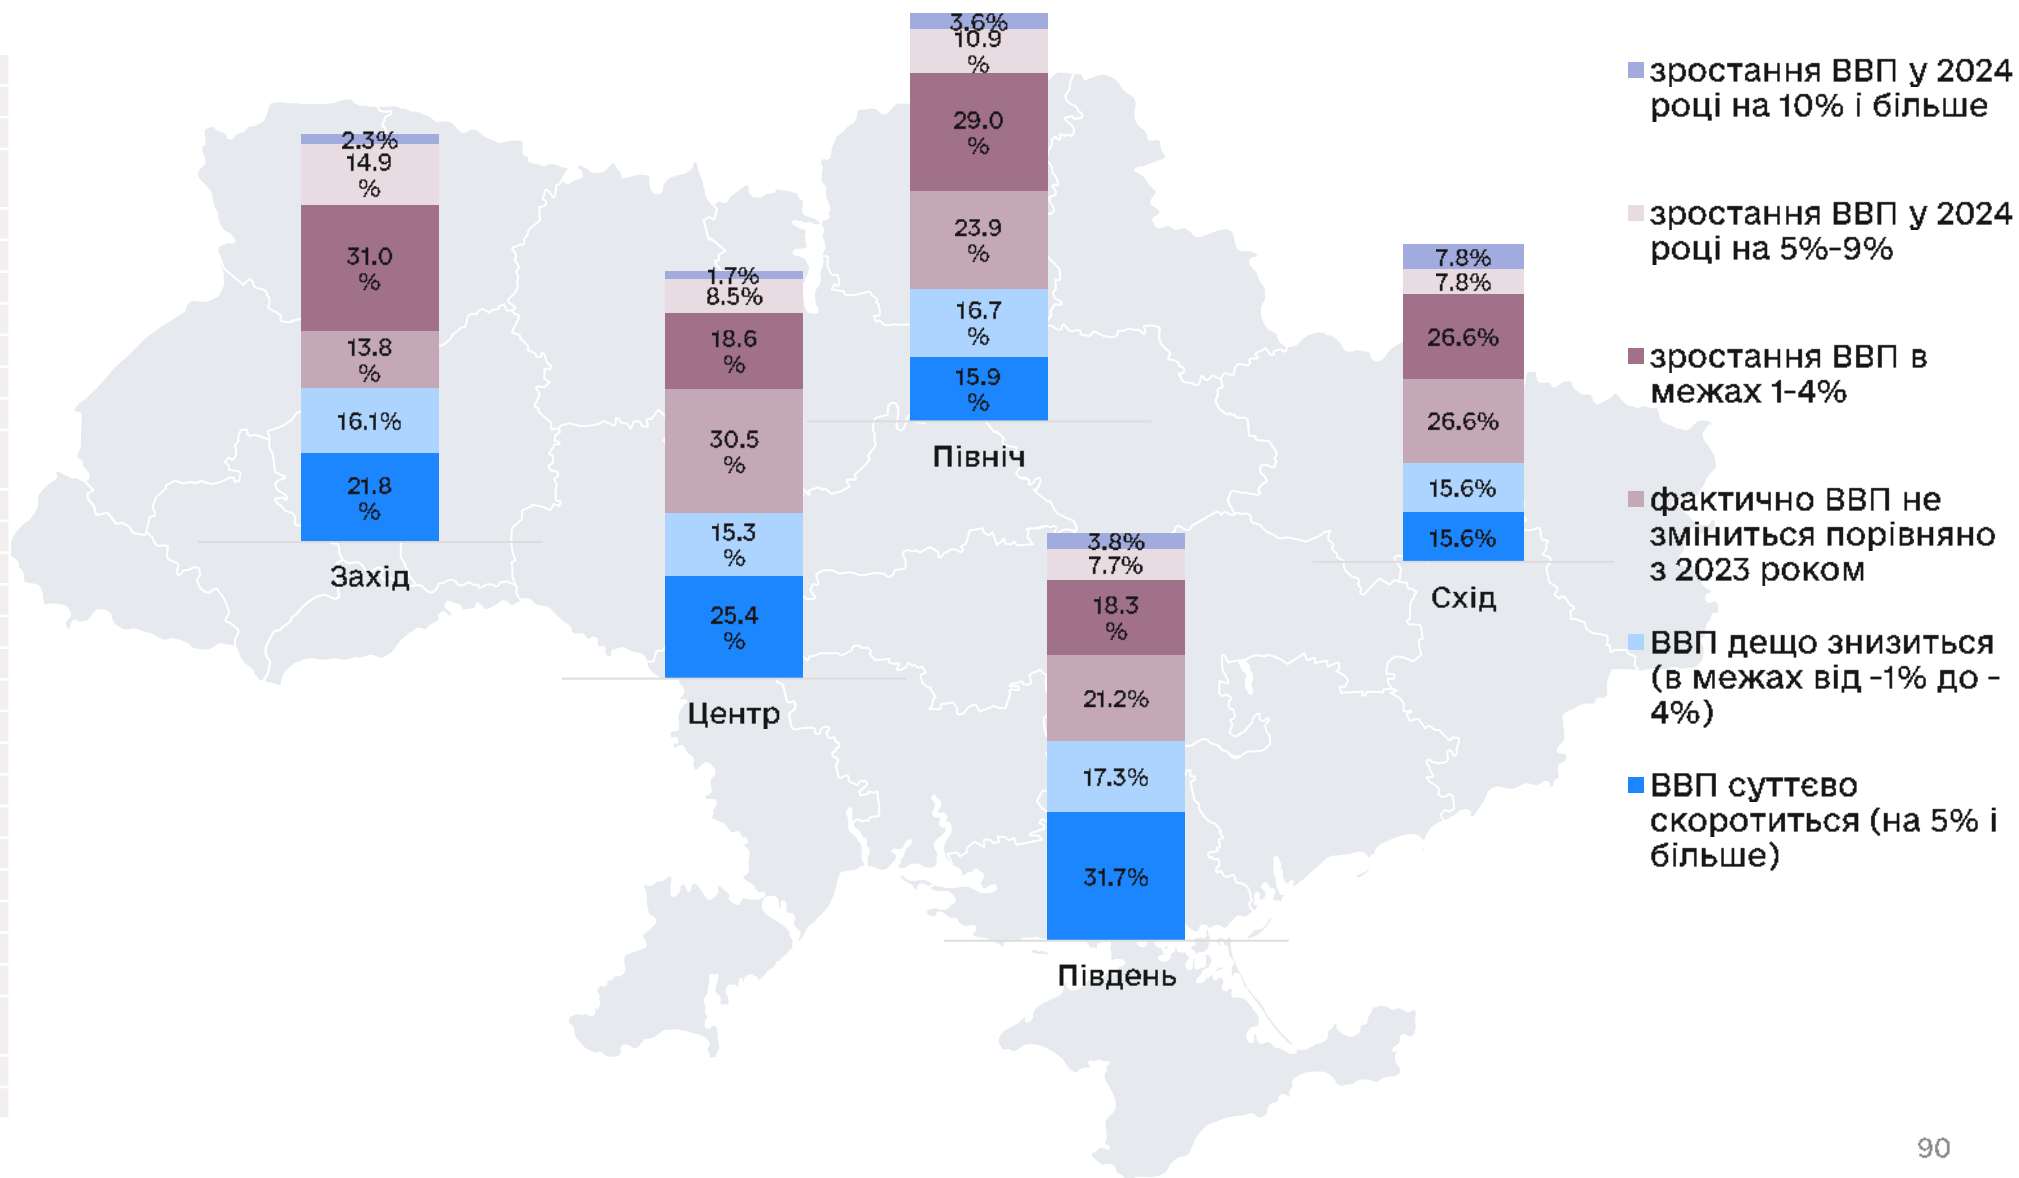 3.6%
10.9
%
29.0
%
23.9
%
16.7
%
15.9
%
Північ
2.3%
14.9
%
31.0
%
13.8
%
16.1%
21.8
%
Захід
1.7%
8.5%
18.6
%
30.5
%
15.3
%
25.4
%
Центр
3.8%
7.7%
18.3
%
21.2%
17.3%
31.7%
Південь
7.8%
7.8%
26.6%
26.6%
15.6%
15.6%
Схід
зростання ВВП у 2024
році на 10% і більше
зростання ВВП у 2024
році на 5%-9%
зростання ВВП в
межах 1-4%
фактично ВВП не
зміниться порівняно
з 2023 роком
ВВП дещо знизиться
(в межах від -1% до -
4%)
ВВП суттєво
скоротиться (на 5% і
більше)
90